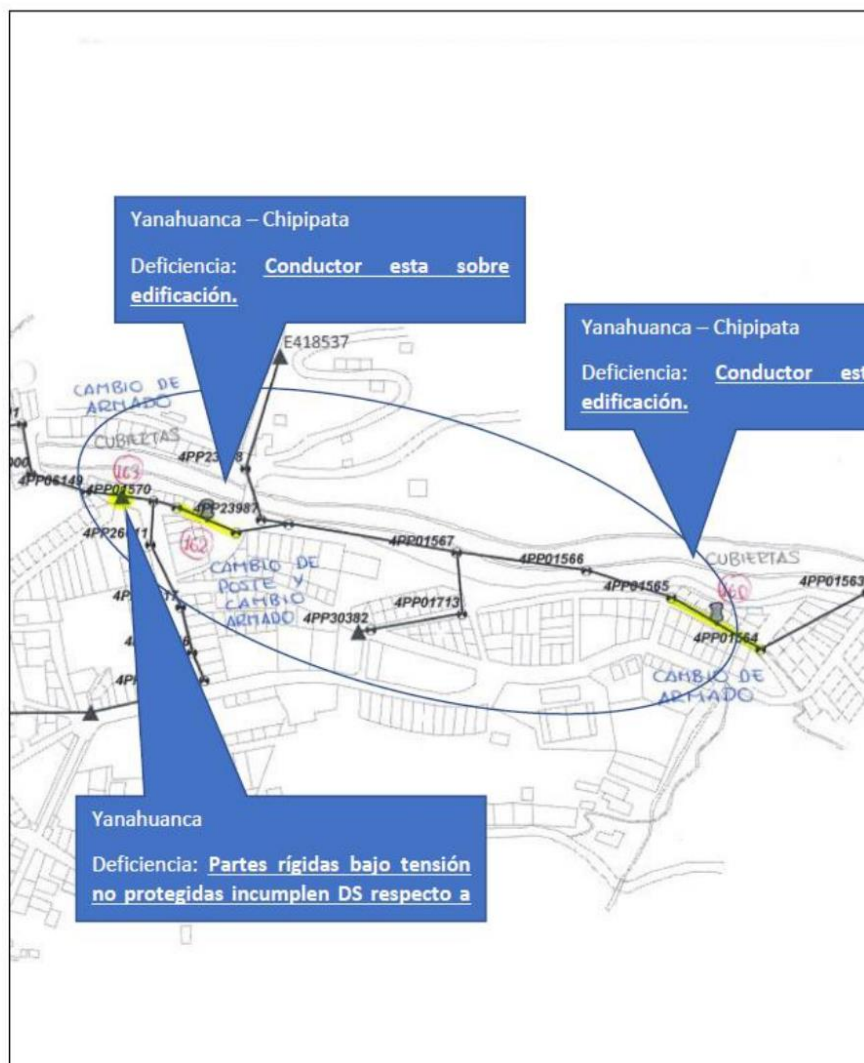 Yanahuanca – Chipipata
Deficiencia: Conductor esta sobre
edificación.
Yanahuanca – Chipipata
Deficiencia: Conductor est
edificación.
E418537
CAMBIO DE
ARMADO
CUBIERTAS
163
4PP06149
4PP01570
4PP23987
162
4PP01567
4PP01566
CUBIERTAS
4PP01563
4PP01565
CAMBIO DE
POSTE Y
CAMBIO
ARMADO
4PP01713
4PP30382
4PP01564
CAMBIO DE
ARMADO
Yanahuanca
Deficiencia: Partes rígidas bajo tensión
no protegidas incumplen DS respecto a